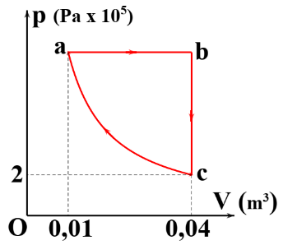 p (Pa x 10⁵)
a b
2 c
V (m³)
O 0,01 0,04